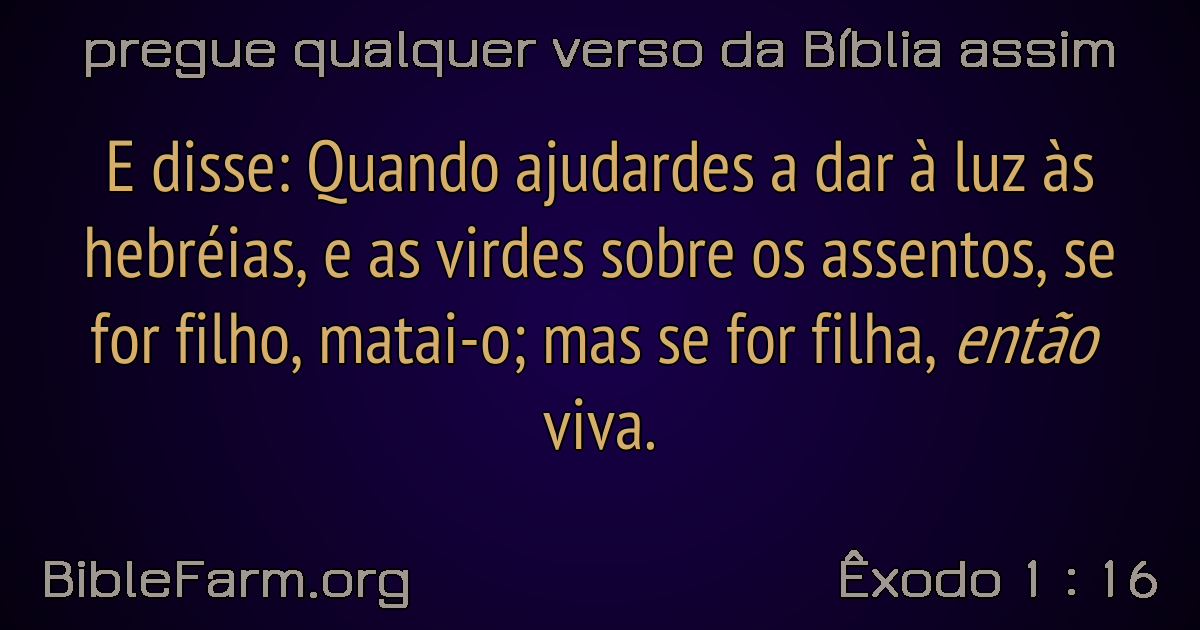 pregue qualquer verso da Bíblia assim
E disse: Quando ajudardes a dar à luz às
hebréias, e as virdes sobre os assentos, se
for filho, matai-o; mas se for filha, então
viva.
BibleFarm.org
Êxodo 1 : 16